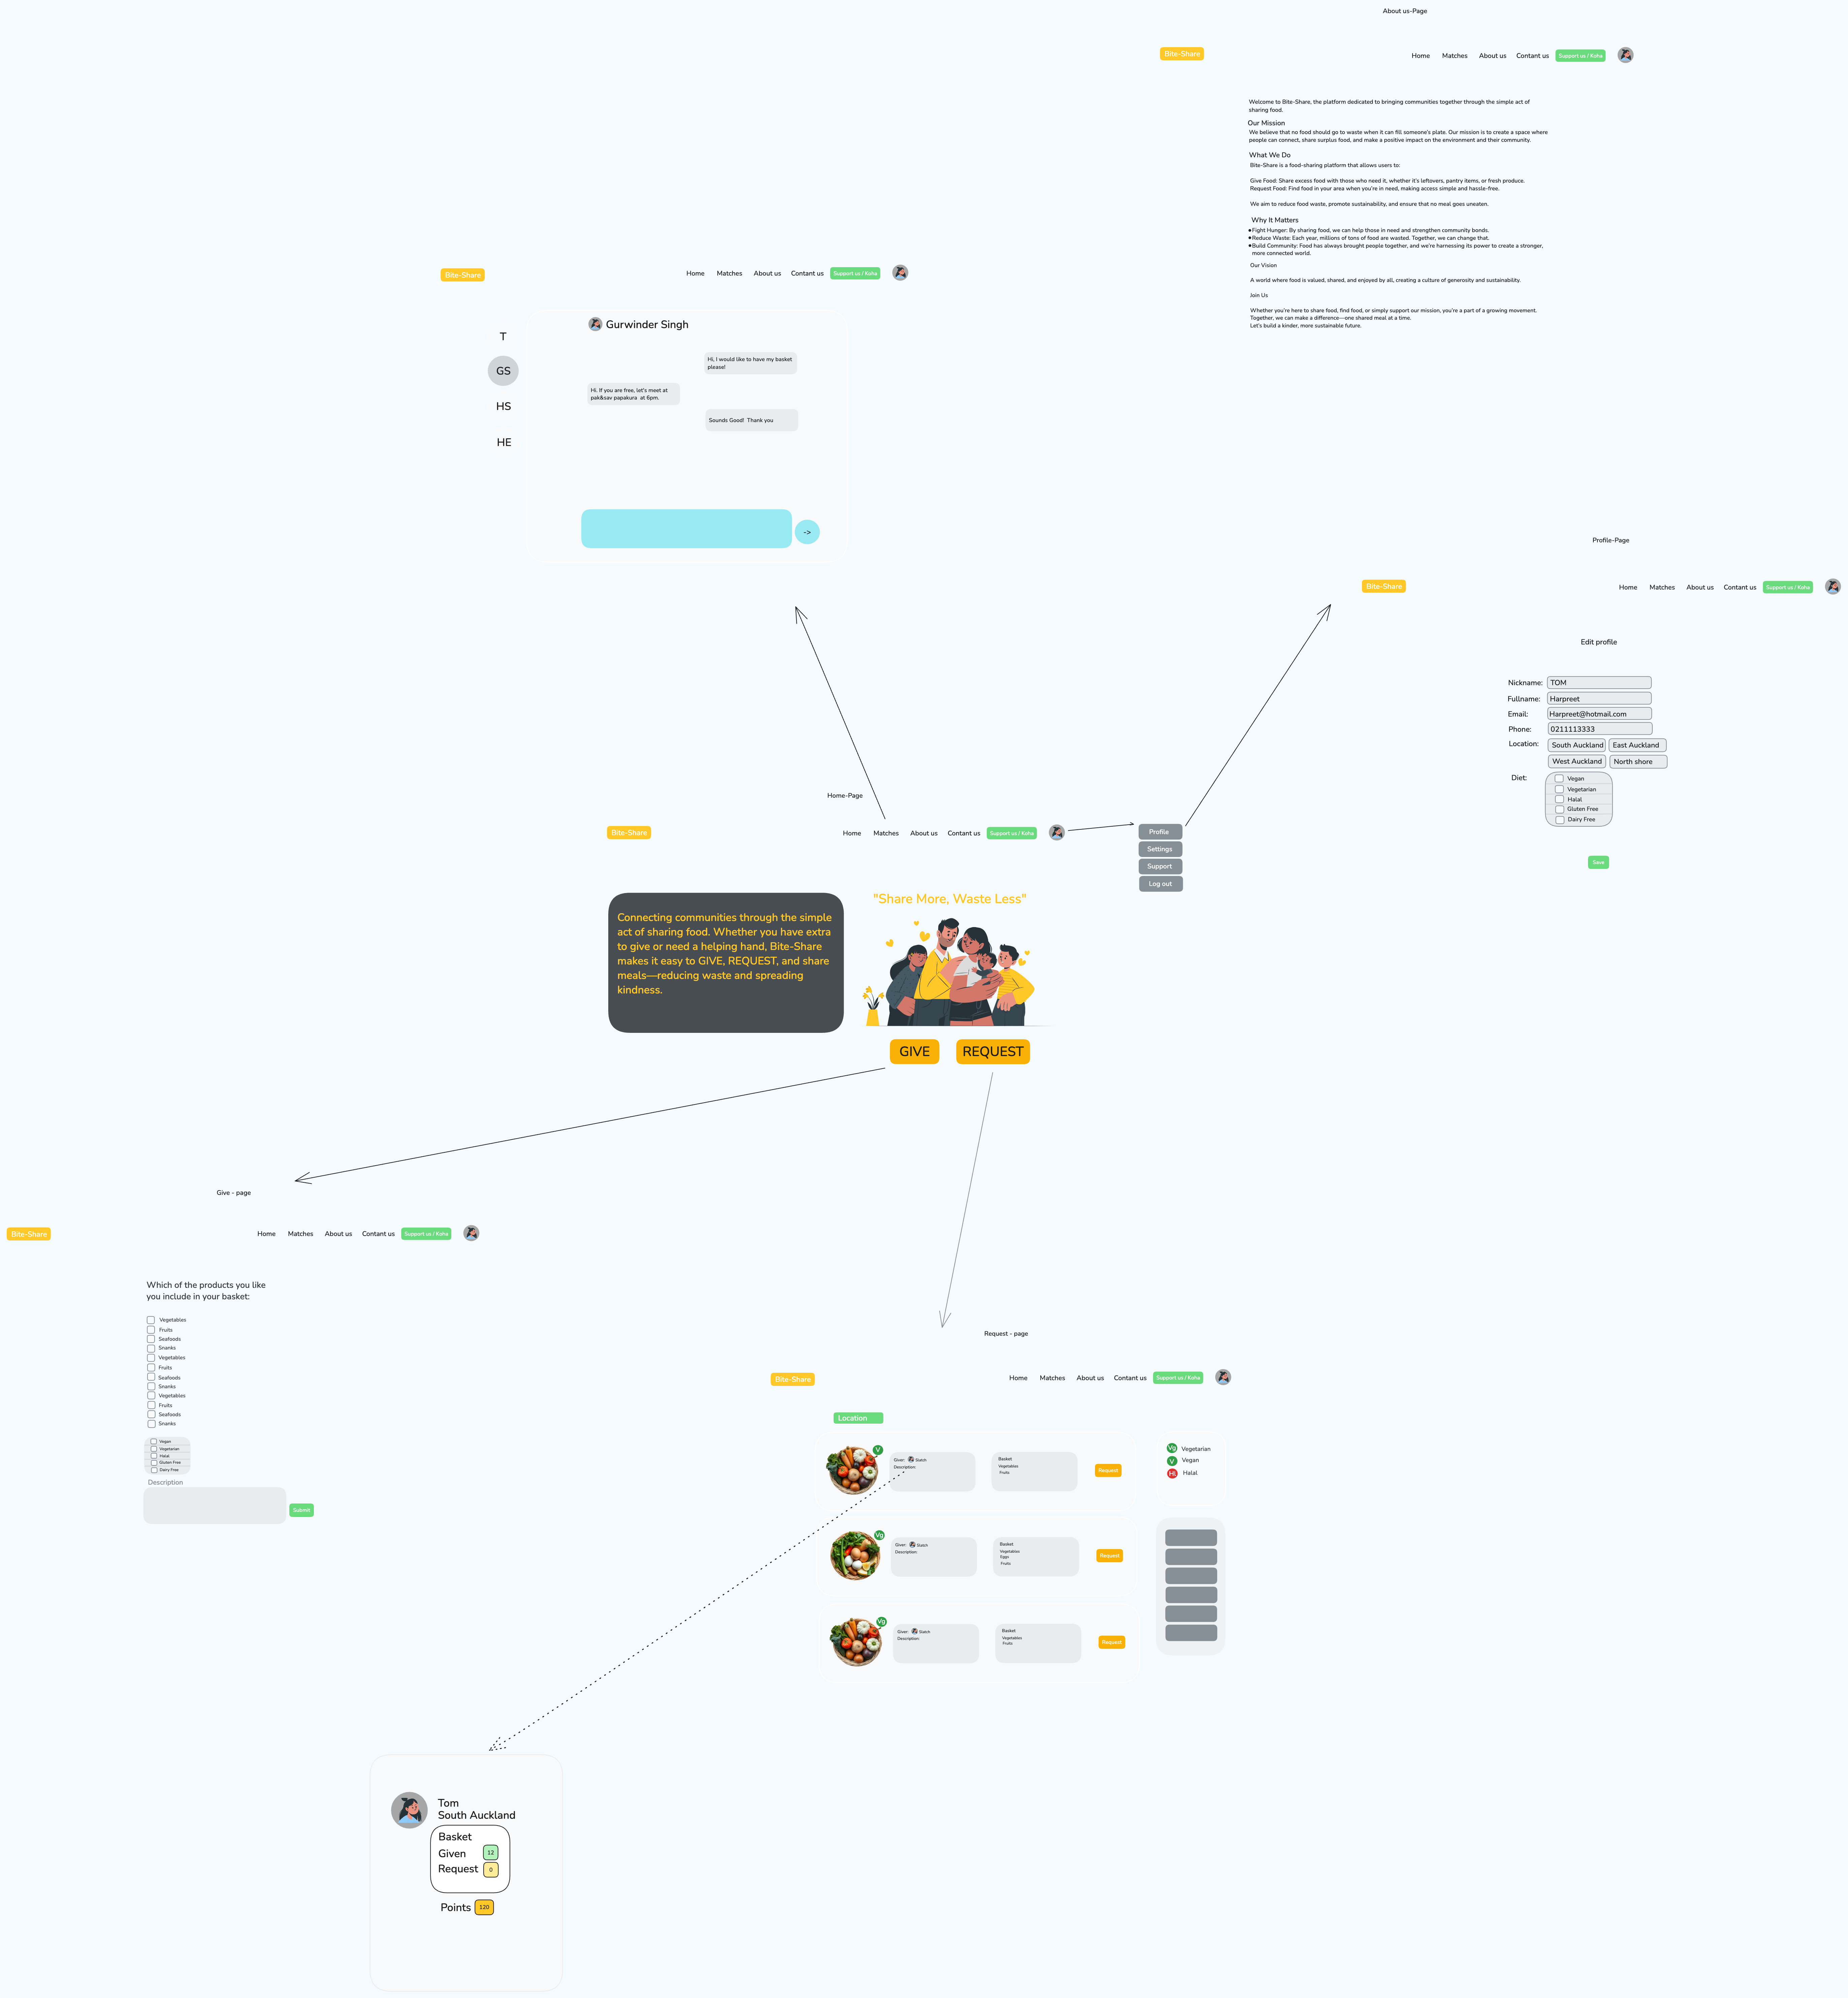 About us-Page
Bite-Share
Home Matches About us Contant us Support us / Koha
Welcome to Bite-Share, the platform dedicated to bringing communities together through the simple act of
sharing food.
Our Mission
We believe that no food should go to waste when it can fill someone's plate. Our mission is to create a space where
people can connect, share surplus food, and make a positive impact on the environment and their community.
What We Do
Bite-Share is a food-sharing platform that allows users to:
Give Food: Share excess food with those who need it, whether it's leftovers, pantry items, or fresh produce.
Request Food: Find food in your area when you're in need, making access simple and hassle-free.
We aim to reduce food waste, promote sustainability, and ensure that no meal goes uneaten.
Why It Matters
Fight Hunger: By sharing food, we can help those in need and strengthen community bonds.
Reduce Waste: Each year, millions of tons of food are wasted. Together, we can change that.
Build Community: Food has always brought people together, and we're harnessing its power to create a stronger,
more connected world.
Our Vision
A world where food is valued, shared, and enjoyed by all, creating a culture of generosity and sustainability.
Join Us
Whether you're here to share food, find food, or simply support our mission, you're a part of a growing movement.
Together, we can make a difference—one shared meal at a time.
Let's build a kinder, more sustainable future.
Bite-Share
Home Matches About us Contant us Support us / Koha
T
GS
HS
HE
Gurwinder Singh
Hi, I would like to have my basket
please!
Hi. If you are free, let's meet at
pak&sav papakura at 6pm.
Sounds Good! Thank you
->
Profile-Page
Bite-Share
Home Matches About us Contant us Support us / Koha
Edit profile
Nickname: TOM
Fullname: Harpreet
Email: Harpreet@hotmail.com
Phone: 0211113333
Location: South Auckland East Auckland
West Auckland North shore
Diet:
Vegan
Vegetarian
Halal
Gluten Free
Dairy Free
Save
Home-Page
Bite-Share
Home Matches About us Contant us Support us / Koha
Profile
Settings
Support
Log out
Connecting communities through the simple
act of sharing food. Whether you have extra
to give or need a helping hand, Bite-Share
makes it easy to GIVE, REQUEST, and share
meals—reducing waste and spreading
kindness.
"Share More, Waste Less"
GIVE
REQUEST
Give - page
Bite-Share
Home Matches About us Contant us Support us / Koha
Which of the products you like
you include in your basket:
Vegetables
Fruits
Seafoods
Snanks
Vegetables
Fruits
Seafoods
Snanks
Vegetables
Fruits
Seafoods
Snanks
Vegan
Vegetarian
Halal
Gluten Free
Dairy Free
Description
Submit
Request - page
Bite-Share
Home Matches About us Contant us Support us / Koha
Location
V
Giver: Slatch
Description:
Basket
Vegetables
Fruits
Request
Vg
Giver: Slatch
Description:
Basket
Vegetables
Eggs
Fruits
Request
Vg
Giver: Slatch
Description:
Basket
Vegetables
Fruits
Request
Vg Vegetarian
V Vegan
Hl Halal
Tom
South Auckland
Basket
Given 12
Request 0
Points 120